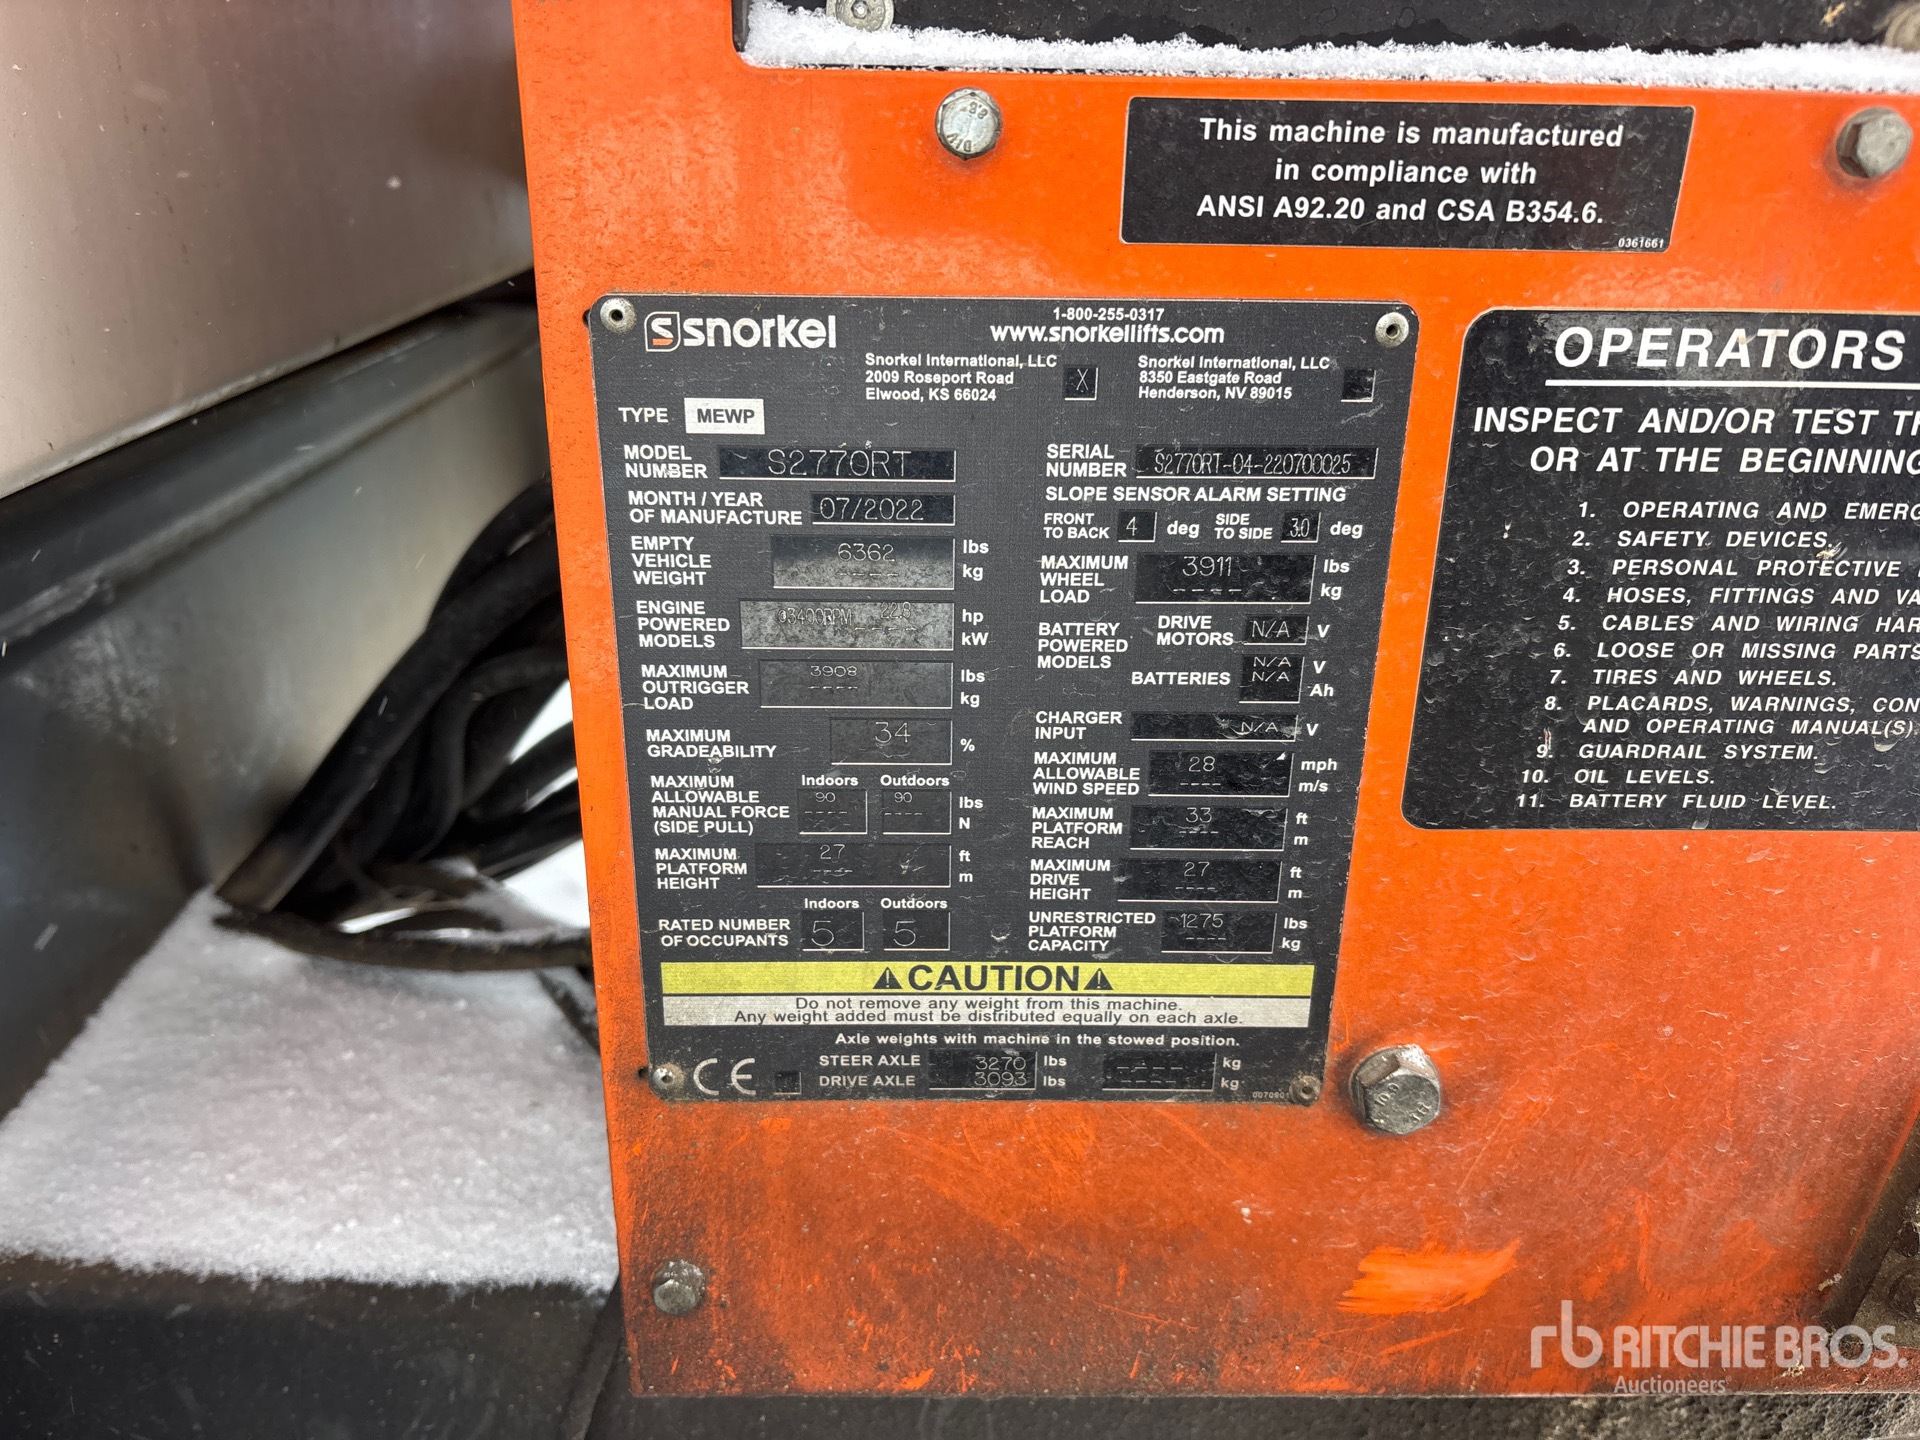 This machine is manufactured
in compliance with
ANSI A92.20 and CSA B354.6.
0361661
snorkel
1-800-255-0317
www.snorkellifts.com
Snorkel International, LLC
2009 Roseport Road
Elwood, KS 66024
X
Snorkel International, LLC
8350 Eastgate Road
Henderson, NV 89015
TYPE MEWP
MODEL NUMBER S2770RT
SERIAL NUMBER S2770RT-04-220700025
MONTH / YEAR OF MANUFACTURE 07/2022
SLOPE SENSOR ALARM SETTING
FRONT TO BACK 4 deg SIDE TO SIDE 3.0 deg
EMPTY VEHICLE WEIGHT 6362 lbs
---- kg
MAXIMUM WHEEL LOAD 3911 lbs
---- kg
ENGINE POWERED MODELS @3400RPM 22.8 hp
---- kW
BATTERY POWERED MODELS DRIVE MOTORS N/A V
BATTERIES N/A V
N/A Ah
MAXIMUM OUTRIGGER LOAD 3908 lbs
---- kg
CHARGER INPUT N/A V
MAXIMUM GRADEABILITY 34 %
MAXIMUM ALLOWABLE WIND SPEED 28 mph
---- m/s
Indoors Outdoors
MAXIMUM ALLOWABLE MANUAL FORCE (SIDE PULL) 90 90 lbs
---- ---- N
MAXIMUM PLATFORM REACH 33 ft
---- m
MAXIMUM PLATFORM HEIGHT 27 ft
---- m
MAXIMUM DRIVE HEIGHT 27 ft
---- m
Indoors Outdoors
RATED NUMBER OF OCCUPANTS 5 5
UNRESTRICTED PLATFORM CAPACITY 1275 lbs
---- kg
CAUTION
Do not remove any weight from this machine.
Any weight added must be distributed equally on each axle.
Axle weights with machine in the stowed position.
CE
STEER AXLE 3270 lbs ---- kg
DRIVE AXLE 3093 lbs ---- kg
0070801
OPERATORS
INSPECT AND/OR TEST
OR AT THE BEGINNING
1. OPERATING AND EMERG
2. SAFETY DEVICES.
3. PERSONAL PROTECTIVE
4. HOSES, FITTINGS AND VA
5. CABLES AND WIRING HAR
6. LOOSE OR MISSING PARTS
7. TIRES AND WHEELS.
8. PLACARDS, WARNINGS, CON
AND OPERATING MANUAL(S).
9. GUARDRAIL SYSTEM.
10. OIL LEVELS.
11. BATTERY FLUID LEVEL.
8.8
10.9
rb RITCHIE BROS.
Auctioneers